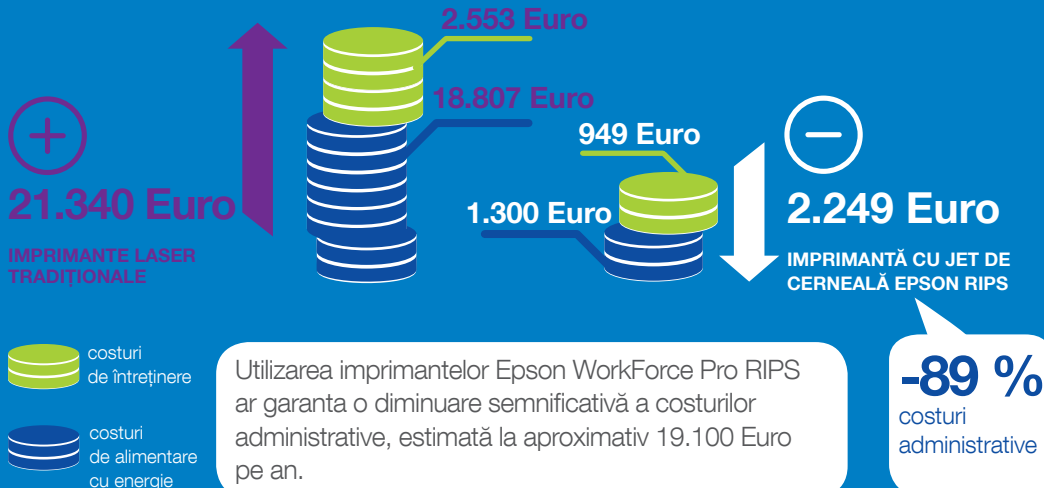 2.553 Euro
18.807 Euro
21.340 Euro
IMPRIMANTE LASER
TRADIȚIONALE
949 Euro
1.300 Euro
2.249 Euro
IMPRIMANTĂ CU JET DE
CERNEALĂ EPSON RIPS
costuri
de întreținere
costuri
de alimentare
cu energie
Utilizarea imprimantelor Epson WorkForce Pro RIPS
ar garanta o diminuare semnificativă a costurilor
administrative, estimată la aproximativ 19.100 Euro
pe an.
-89 %
costuri
administrative